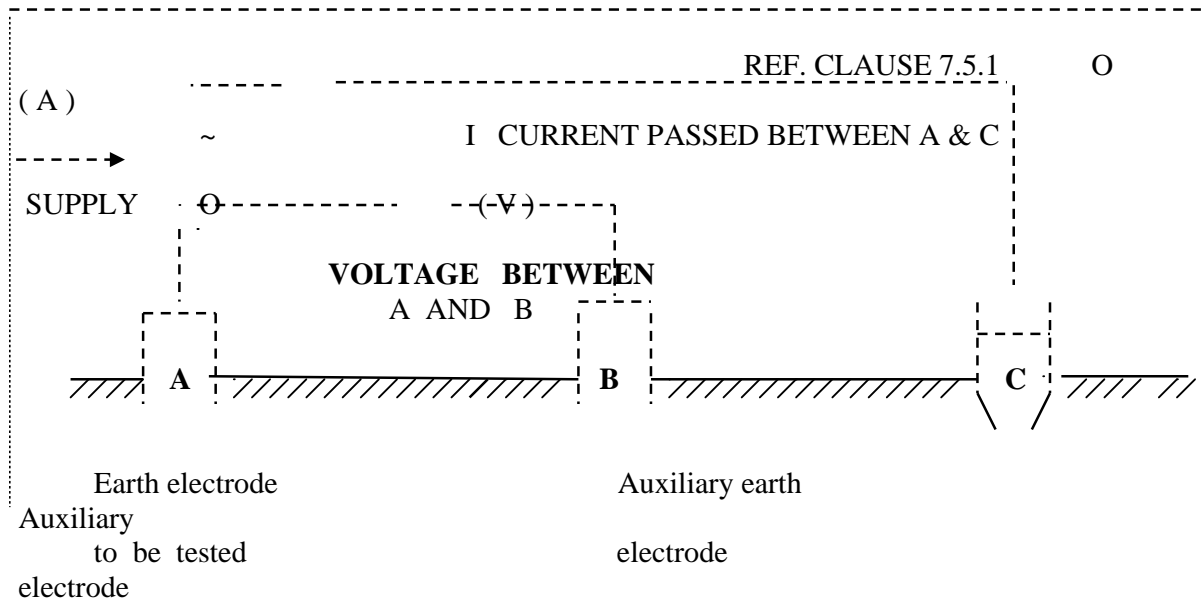 REF. CLAUSE 7.5.1 O
( A )
~ I CURRENT PASSED BETWEEN A & C
SUPPLY O ( V )
VOLTAGE BETWEEN
A AND B
A B C
Earth electrode Auxiliary earth
Auxiliary
to be tested electrode
electrode